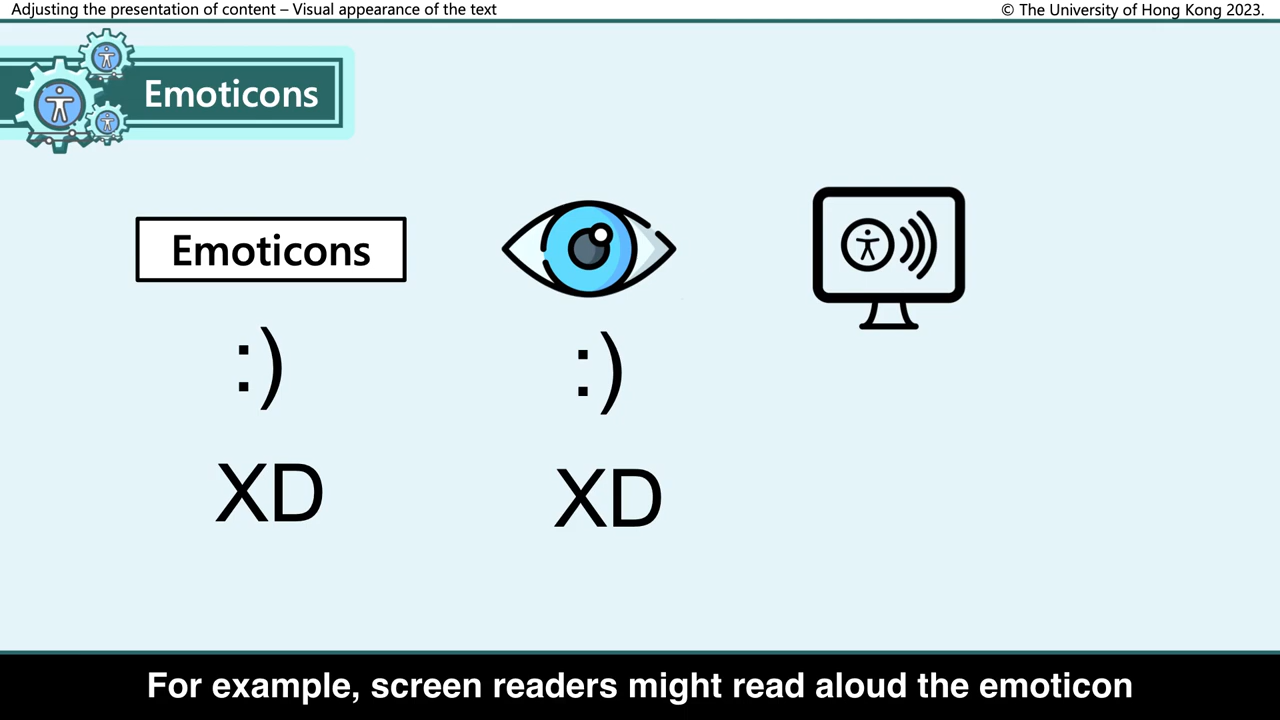 Adjusting the presentation of content – Visual appearance of the text
© The University of Hong Kong 2023.
Emoticons
Emoticons
:)
:)
XD
XD
For example, screen readers might read aloud the emoticon